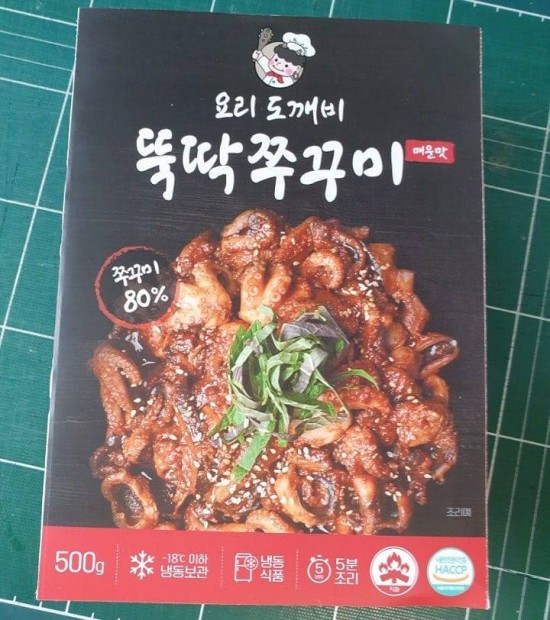 요리 도깨비
뚝딱쭈꾸미
매운맛
쭈꾸미
80%
조리예
500g
-18℃ 이하
냉동보관
냉동
식품
5
5분
조리
HACCP